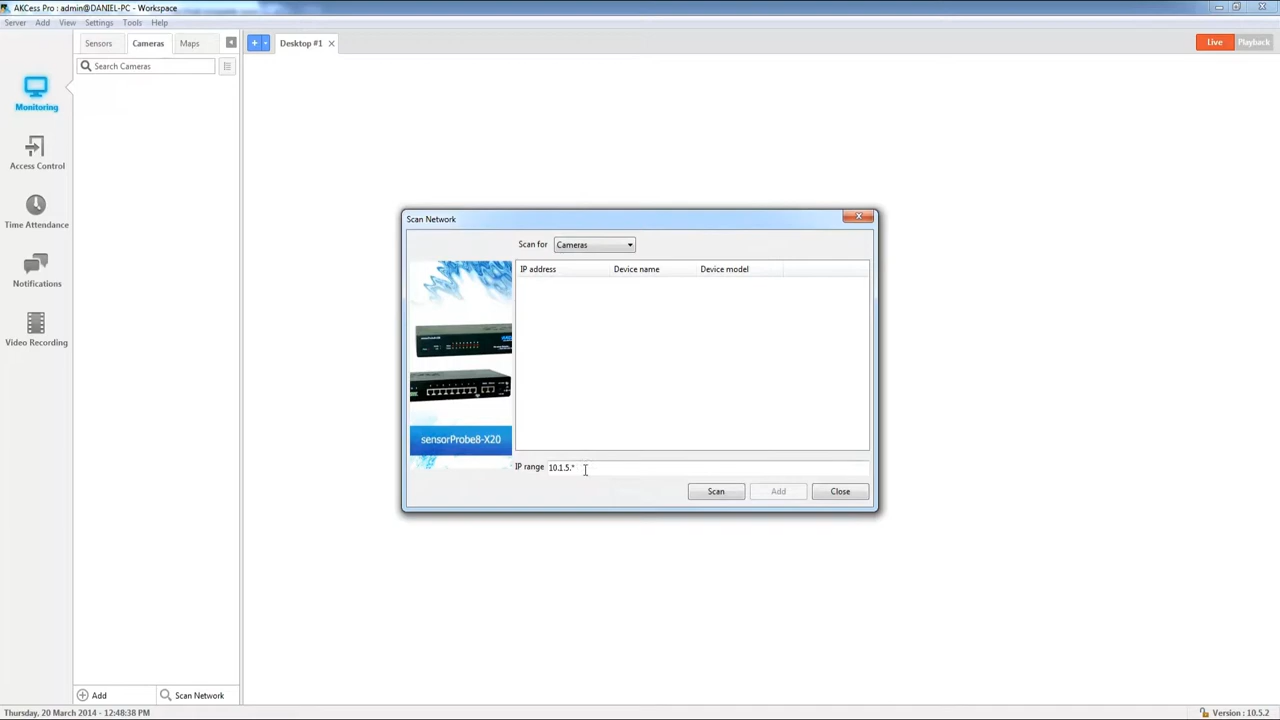 AKCess Pro : admin@DANIEL-PC - Workspace
Server Add View Settings Tools Help
Sensors Cameras Maps
Desktop #1
Live Playback
Search Cameras
Monitoring
Access Control
Time Attendance
Notifications
Video Recording
Scan Network
Scan for Cameras
IP address Device name Device model
sensorProbe8-X20
IP range 10.1.5.*
Scan Add Close
Add Scan Network
Thursday, 20 March 2014 - 12:48:38 PM
Version : 10.5.2